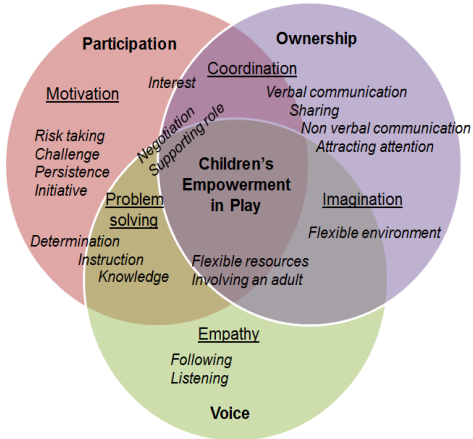 Participation
Ownership
Motivation
Interest
Coordination
Verbal communication
Sharing
Non verbal communication
Attracting attention
Risk taking
Challenge
Persistence
Initiative
Negotiation
Supporting role
Children's
Empowerment
in Play
Problem
solving
Imagination
Determination
Instruction
Knowledge
Flexible environment
Flexible resources
Involving an adult
Empathy
Following
Listening
Voice